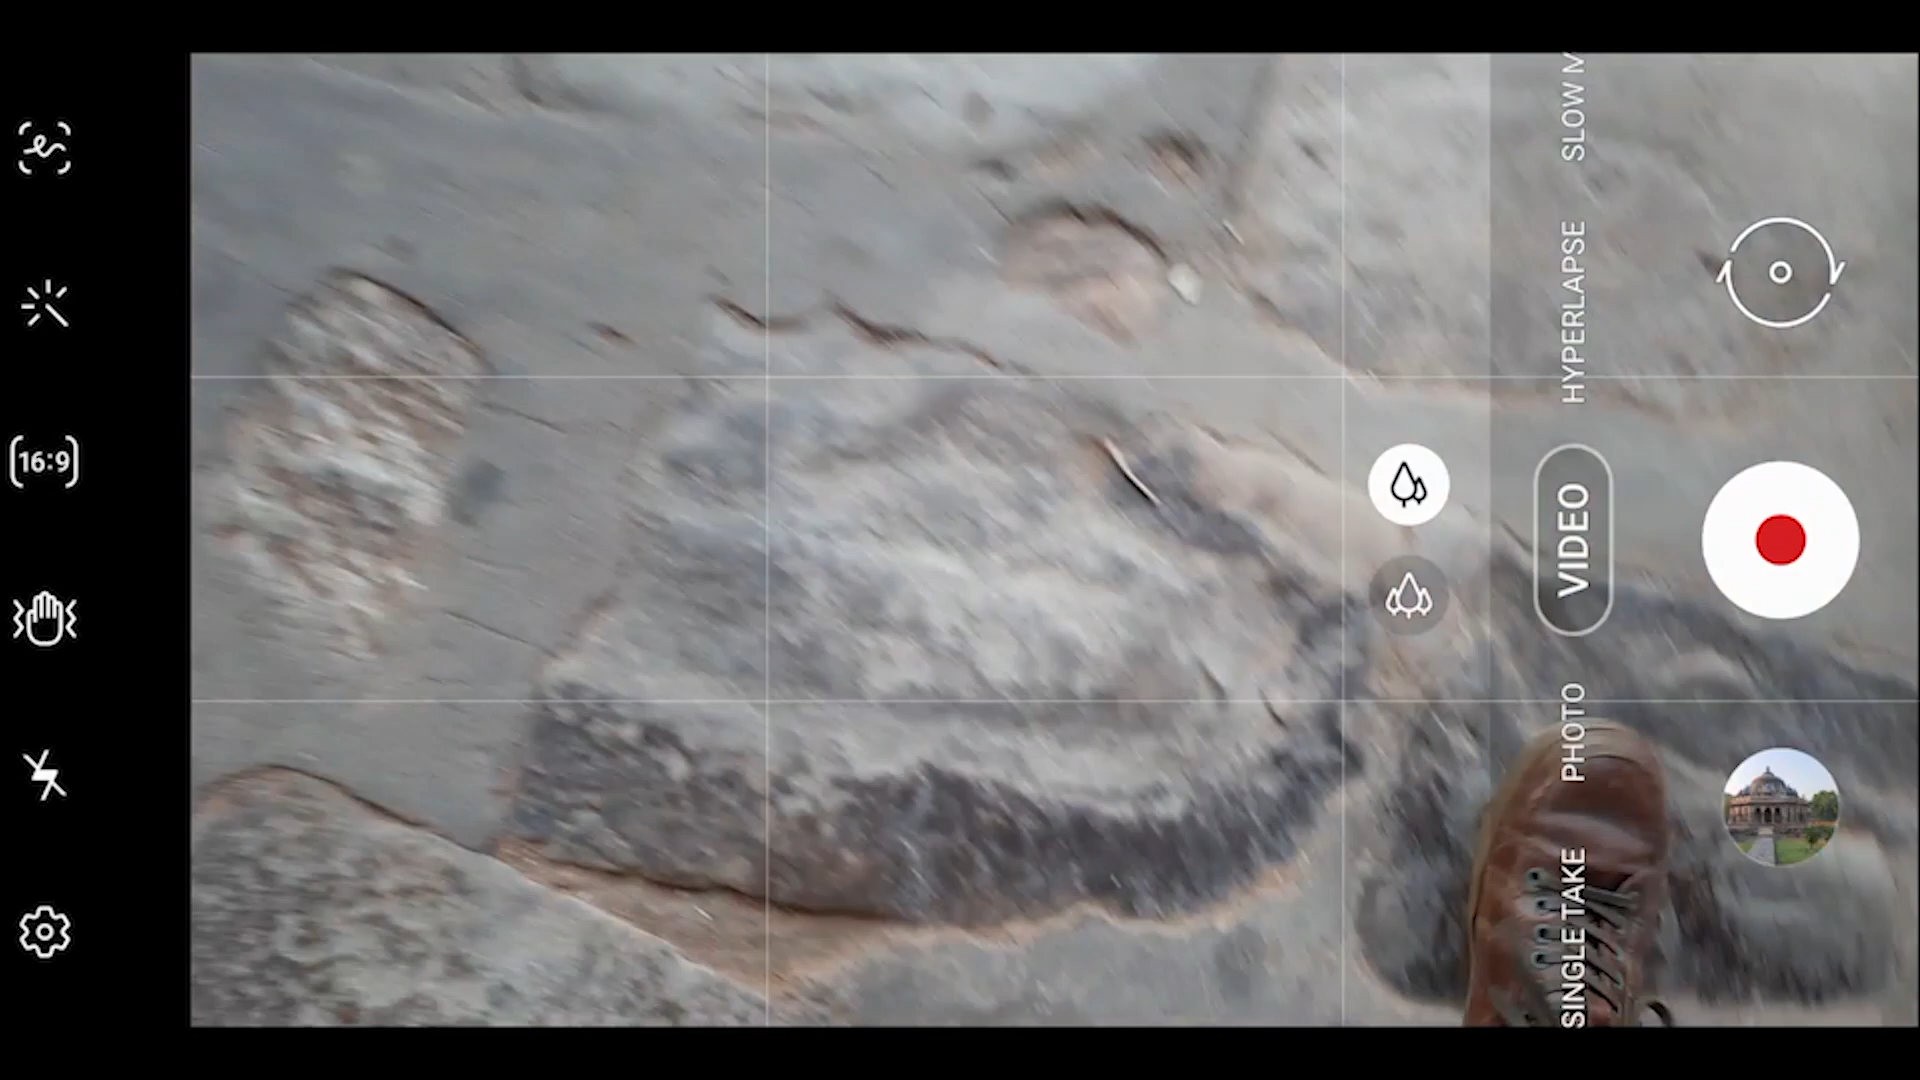 16:9
SLOW M
HYPERLAPSE
VIDEO
PHOTO
SINGLE TAKE